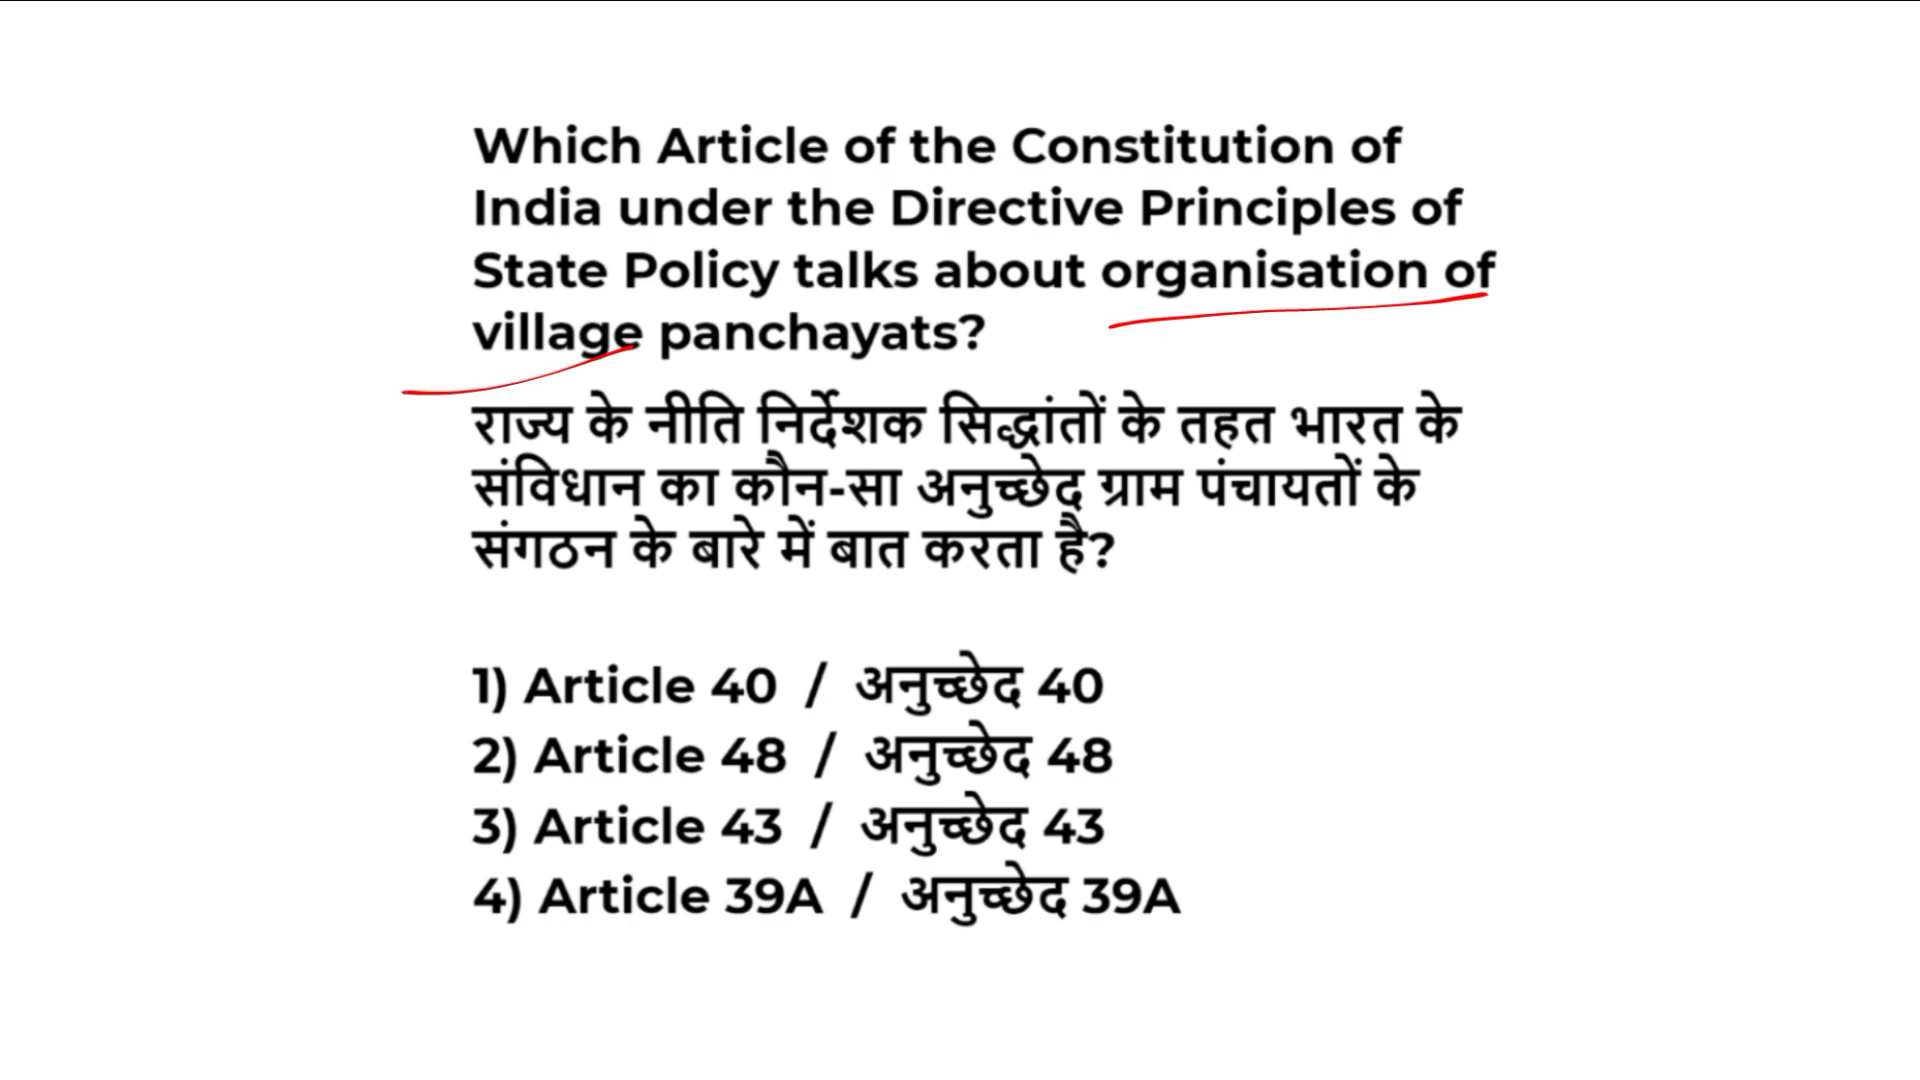 Which Article of the Constitution of
India under the Directive Principles of
State Policy talks about organisation of
village panchayats?
राज्य के नीति निर्देशक सिद्धांतों के तहत भारत के
संविधान का कौन-सा अनुच्छेद ग्राम पंचायतों के
संगठन के बारे में बात करता है?
1) Article 40 / अनुच्छेद 40
2) Article 48 / अनुच्छेद 48
3) Article 43 / अनुच्छेद 43
4) Article 39A / अनुच्छेद 39A